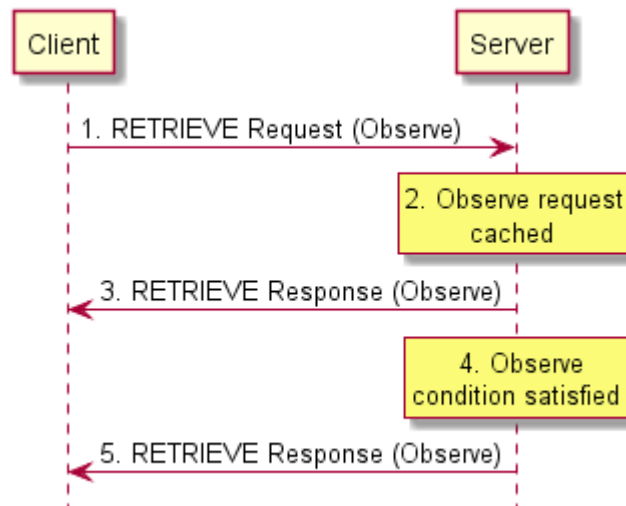 Client
Server
1. RETRIEVE Request (Observe)
2. Observe request
cached
3. RETRIEVE Response (Observe)
4. Observe
condition satisfied
5. RETRIEVE Response (Observe)